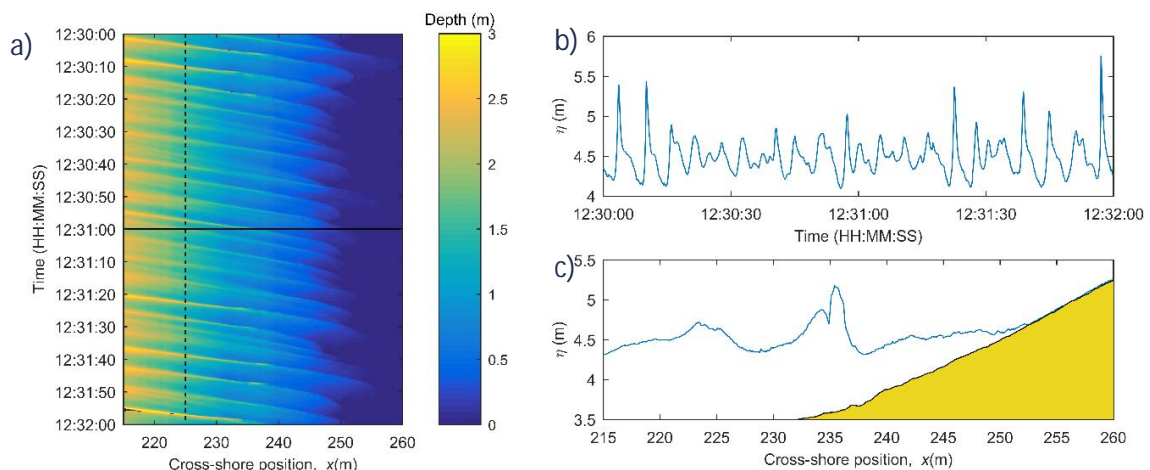 a)
Depth (m)
12:30:00
12:30:10
12:30:20
12:30:30
12:30:40
12:30:50
12:31:00
12:31:10
12:31:20
12:31:30
12:31:40
12:31:50
12:32:00
Time (HH:MM:SS)
220 230 240 250 260
Cross-shore position, x(m)
3
2.5
2
1.5
1
0.5
0
b)
6
5.5
5
4.5
4
η (m)
12:30:00 12:30:30 12:31:00 12:31:30 12:32:00
Time (HH:MM:SS)
c)
5.5
5
4.5
4
3.5
η (m)
215 220 225 230 235 240 245 250 255 260
Cross-shore position, x(m)